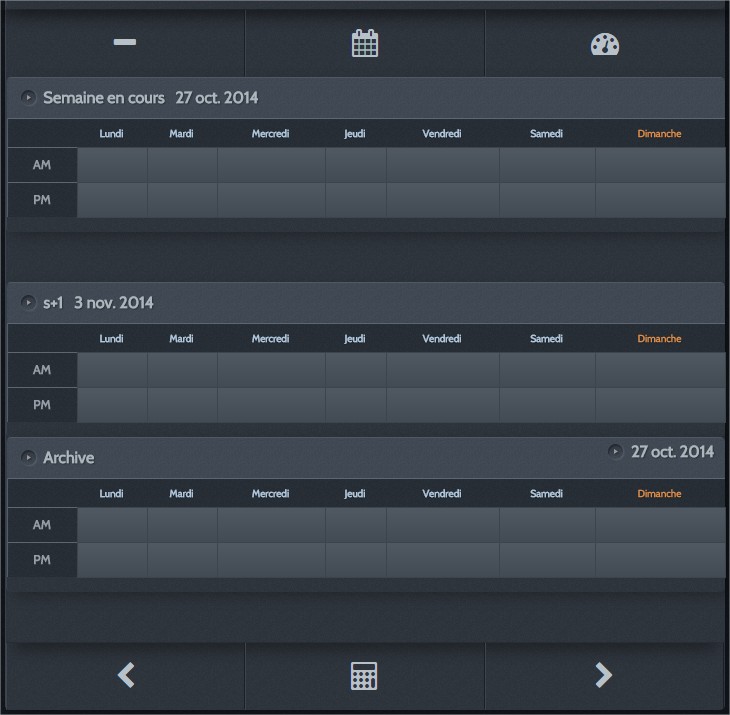 Semaine en cours 27 oct. 2014
Lundi Mardi Mercredi Jeudi Vendredi Samedi Dimanche
AM
PM
s+1 3 nov. 2014
Lundi Mardi Mercredi Jeudi Vendredi Samedi Dimanche
AM
PM
Archive 27 oct. 2014
Lundi Mardi Mercredi Jeudi Vendredi Samedi Dimanche
AM
PM